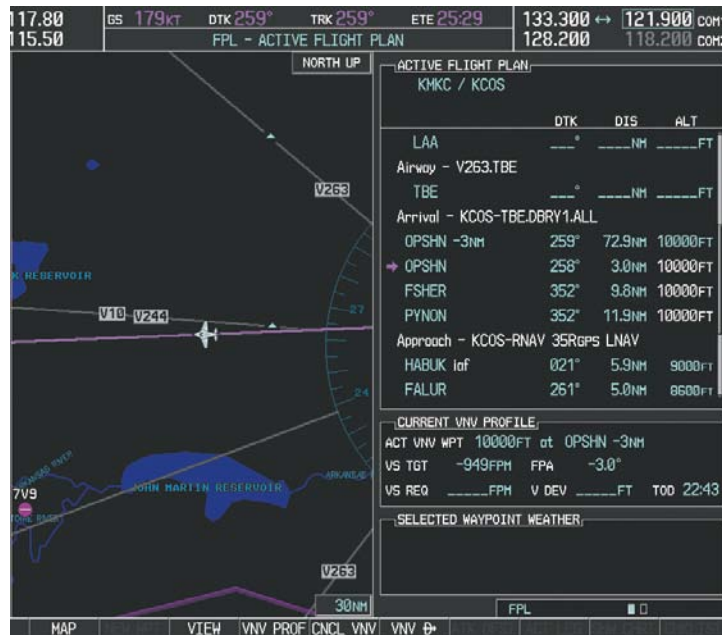 117.80 GS 179KT DTK 259° TRK 259° ETE 25:29 133.300 ↔ 121.900 COM1
115.50 FPL – ACTIVE FLIGHT PLAN 128.200 118.200 COM2
NORTH UP
V263
K RESERVOIR
V10 V244
27
24
JOHN MARTIN RESERVOIR
7V9
V263
30NM
ACTIVE FLIGHT PLAN
KMKC / KCOS
DTK DIS ALT
LAA ___° ____NM _____FT
Airway – V263.TBE
TBE ___° ____NM _____FT
Arrival – KCOS-TBE.DBRY1.ALL
OPSHN -3NM 259° 72.9NM 10000FT
OPSHN 258° 3.0NM 10000FT
FSHER 352° 9.8NM 10000FT
PYNON 352° 11.9NM 10000FT
Approach – KCOS-RNAV 35RGPS LNAV
HABUK iaf 021° 5.9NM 9000FT
FALUR 261° 5.0NM 8600FT
CURRENT VNV PROFILE
ACT VNV WPT 10000FT at OPSHN -3NM
VS TGT -949FPM FPA -3.0°
VS REQ _____FPM V DEV _____FT TOD 22:43
SELECTED WAYPOINT WEATHER
FPL
MAP VIEW VNV PROF CNCL VNV VNV D→